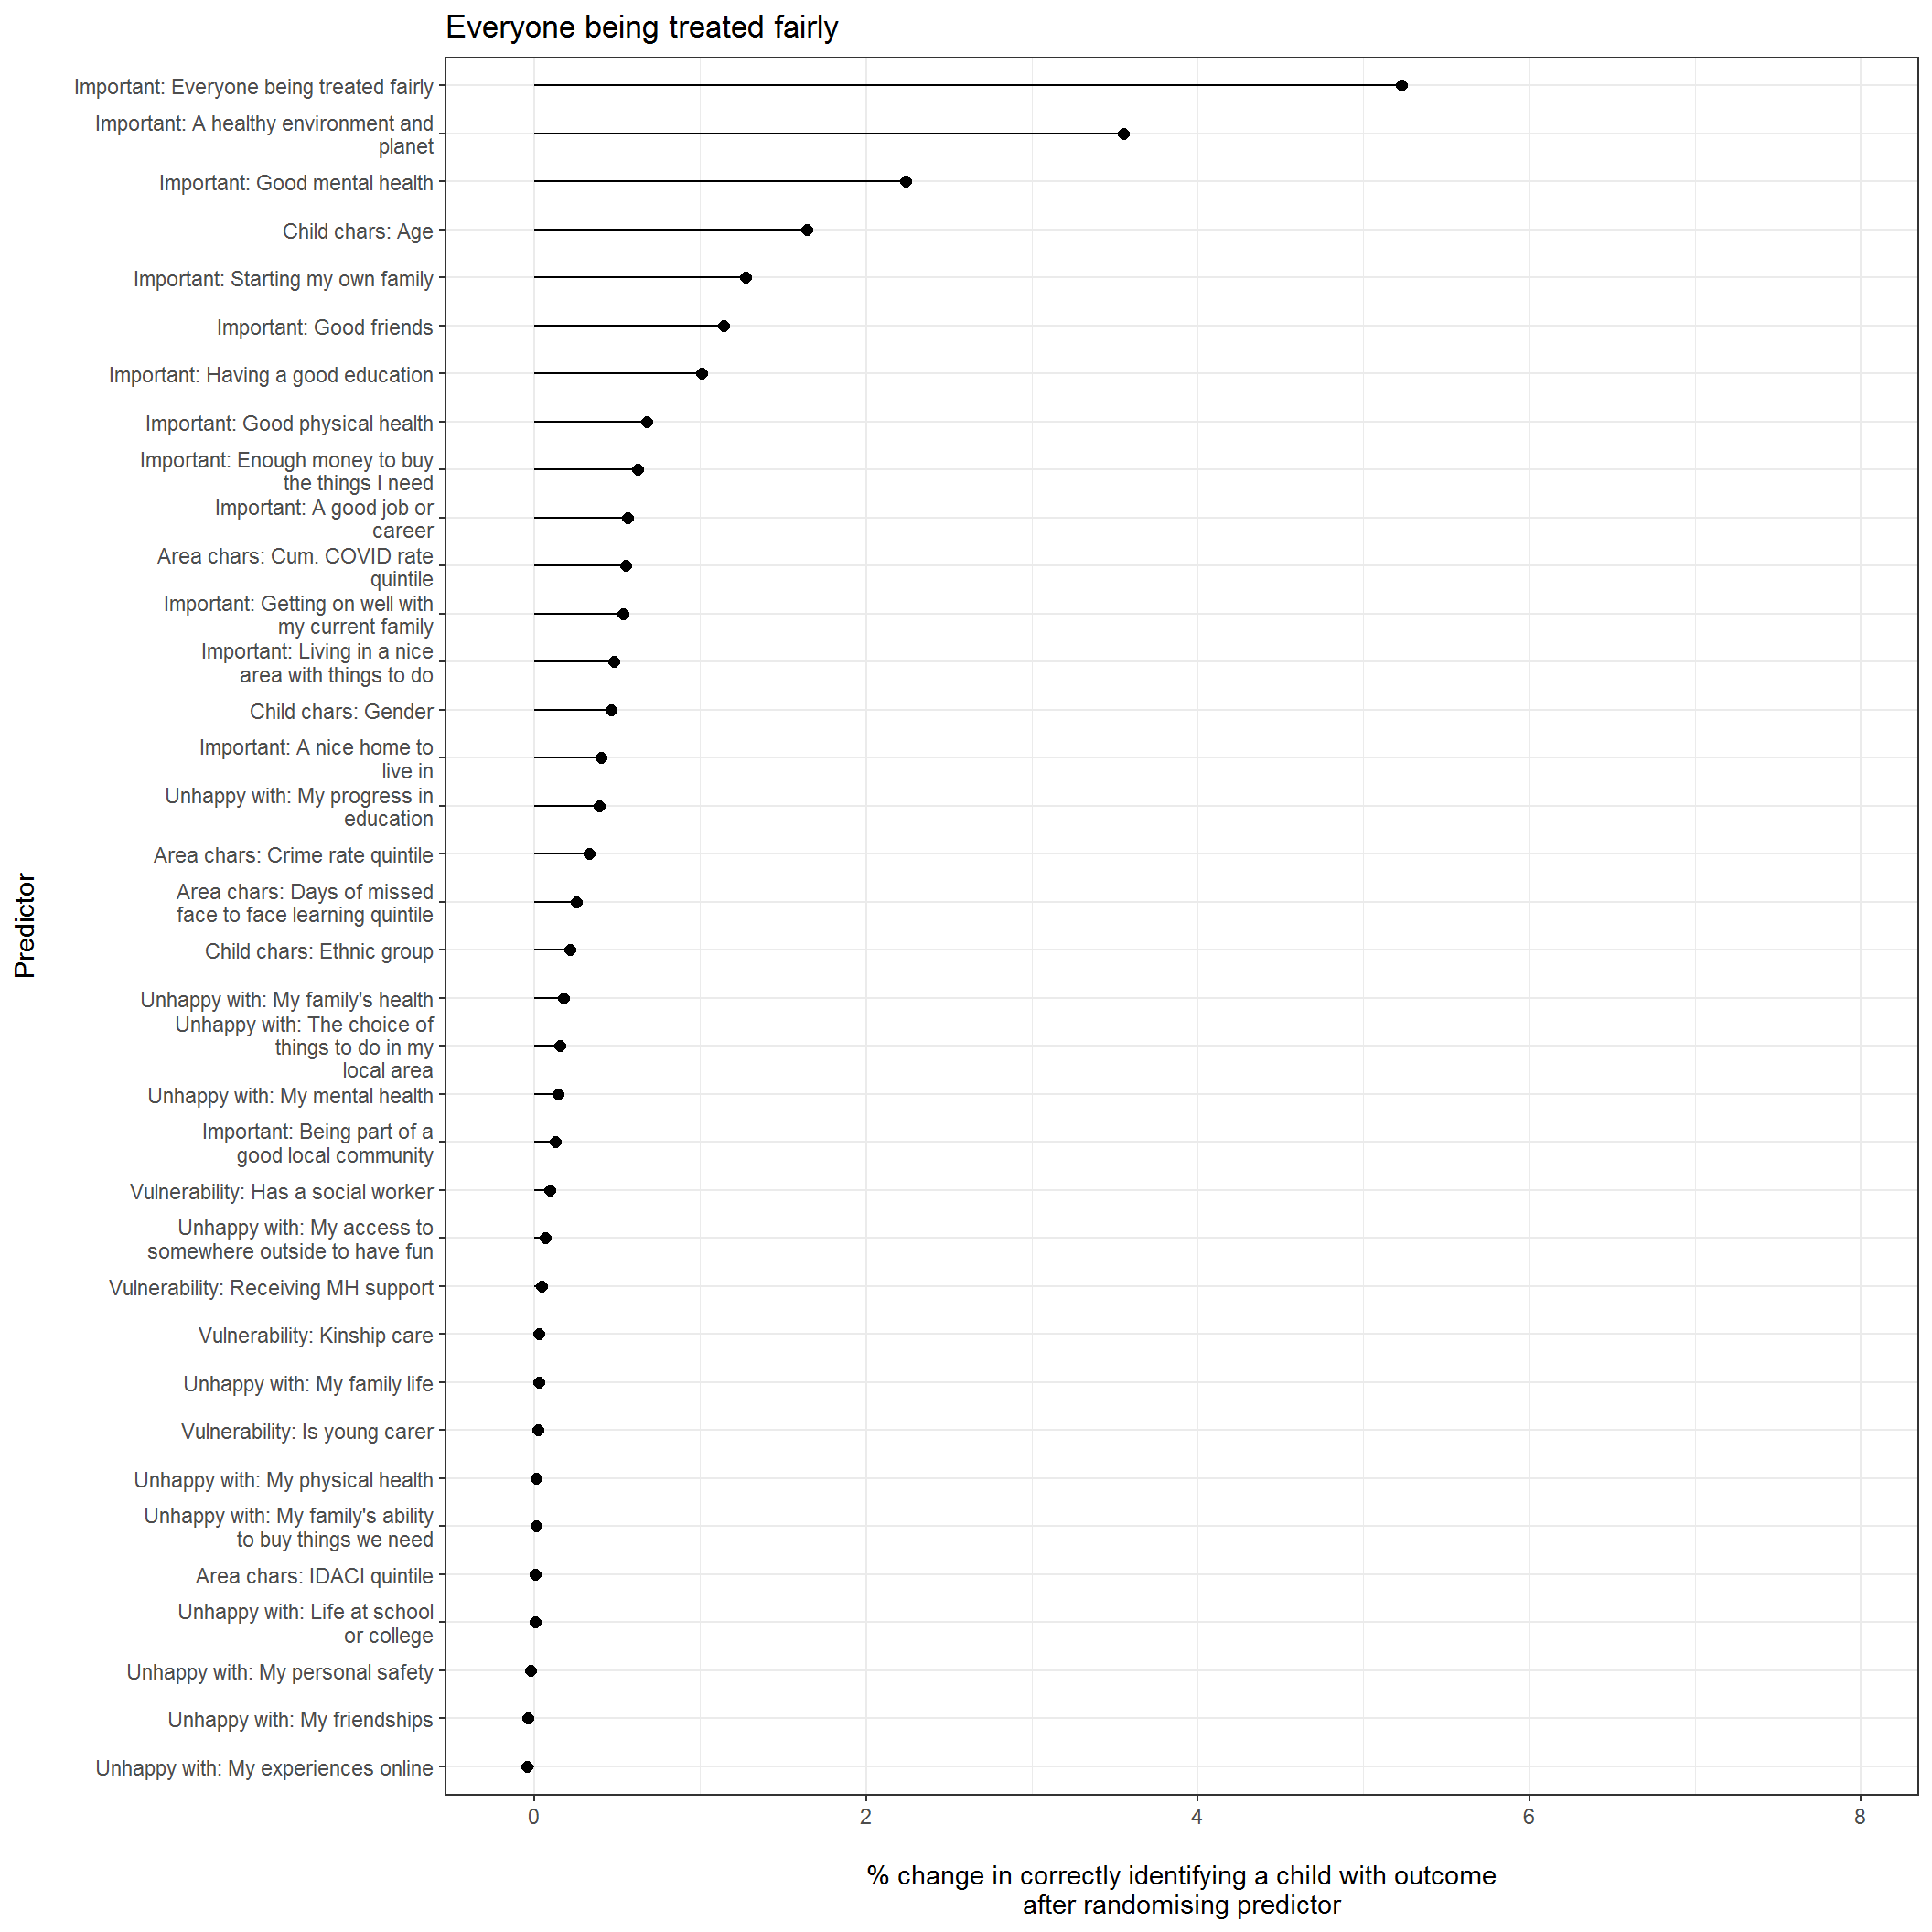 Everyone being treated fairly
Important: Everyone being treated fairly
Important: A healthy environment and
planet
Important: Good mental health
Child chars: Age
Important: Starting my own family
Important: Good friends
Important: Having a good education
Important: Good physical health
Important: Enough money to buy
the things I need
Important: A good job or
career
Area chars: Cum. COVID rate
quintile
Important: Getting on well with
my current family
Important: Living in a nice
area with things to do
Child chars: Gender
Important: A nice home to
live in
Unhappy with: My progress in
education
Area chars: Crime rate quintile
Area chars: Days of missed
face to face learning quintile
Child chars: Ethnic group
Unhappy with: My family's health
Unhappy with: The choice of
things to do in my
local area
Unhappy with: My mental health
Important: Being part of a
good local community
Vulnerability: Has a social worker
Unhappy with: My access to
somewhere outside to have fun
Vulnerability: Receiving MH support
Vulnerability: Kinship care
Unhappy with: My family life
Vulnerability: Is young carer
Unhappy with: My physical health
Unhappy with: My family's ability
to buy things we need
Area chars: IDACI quintile
Unhappy with: Life at school
or college
Unhappy with: My personal safety
Unhappy with: My friendships
Unhappy with: My experiences online
Predictor
0 2 4 6 8
% change in correctly identifying a child with outcome
after randomising predictor